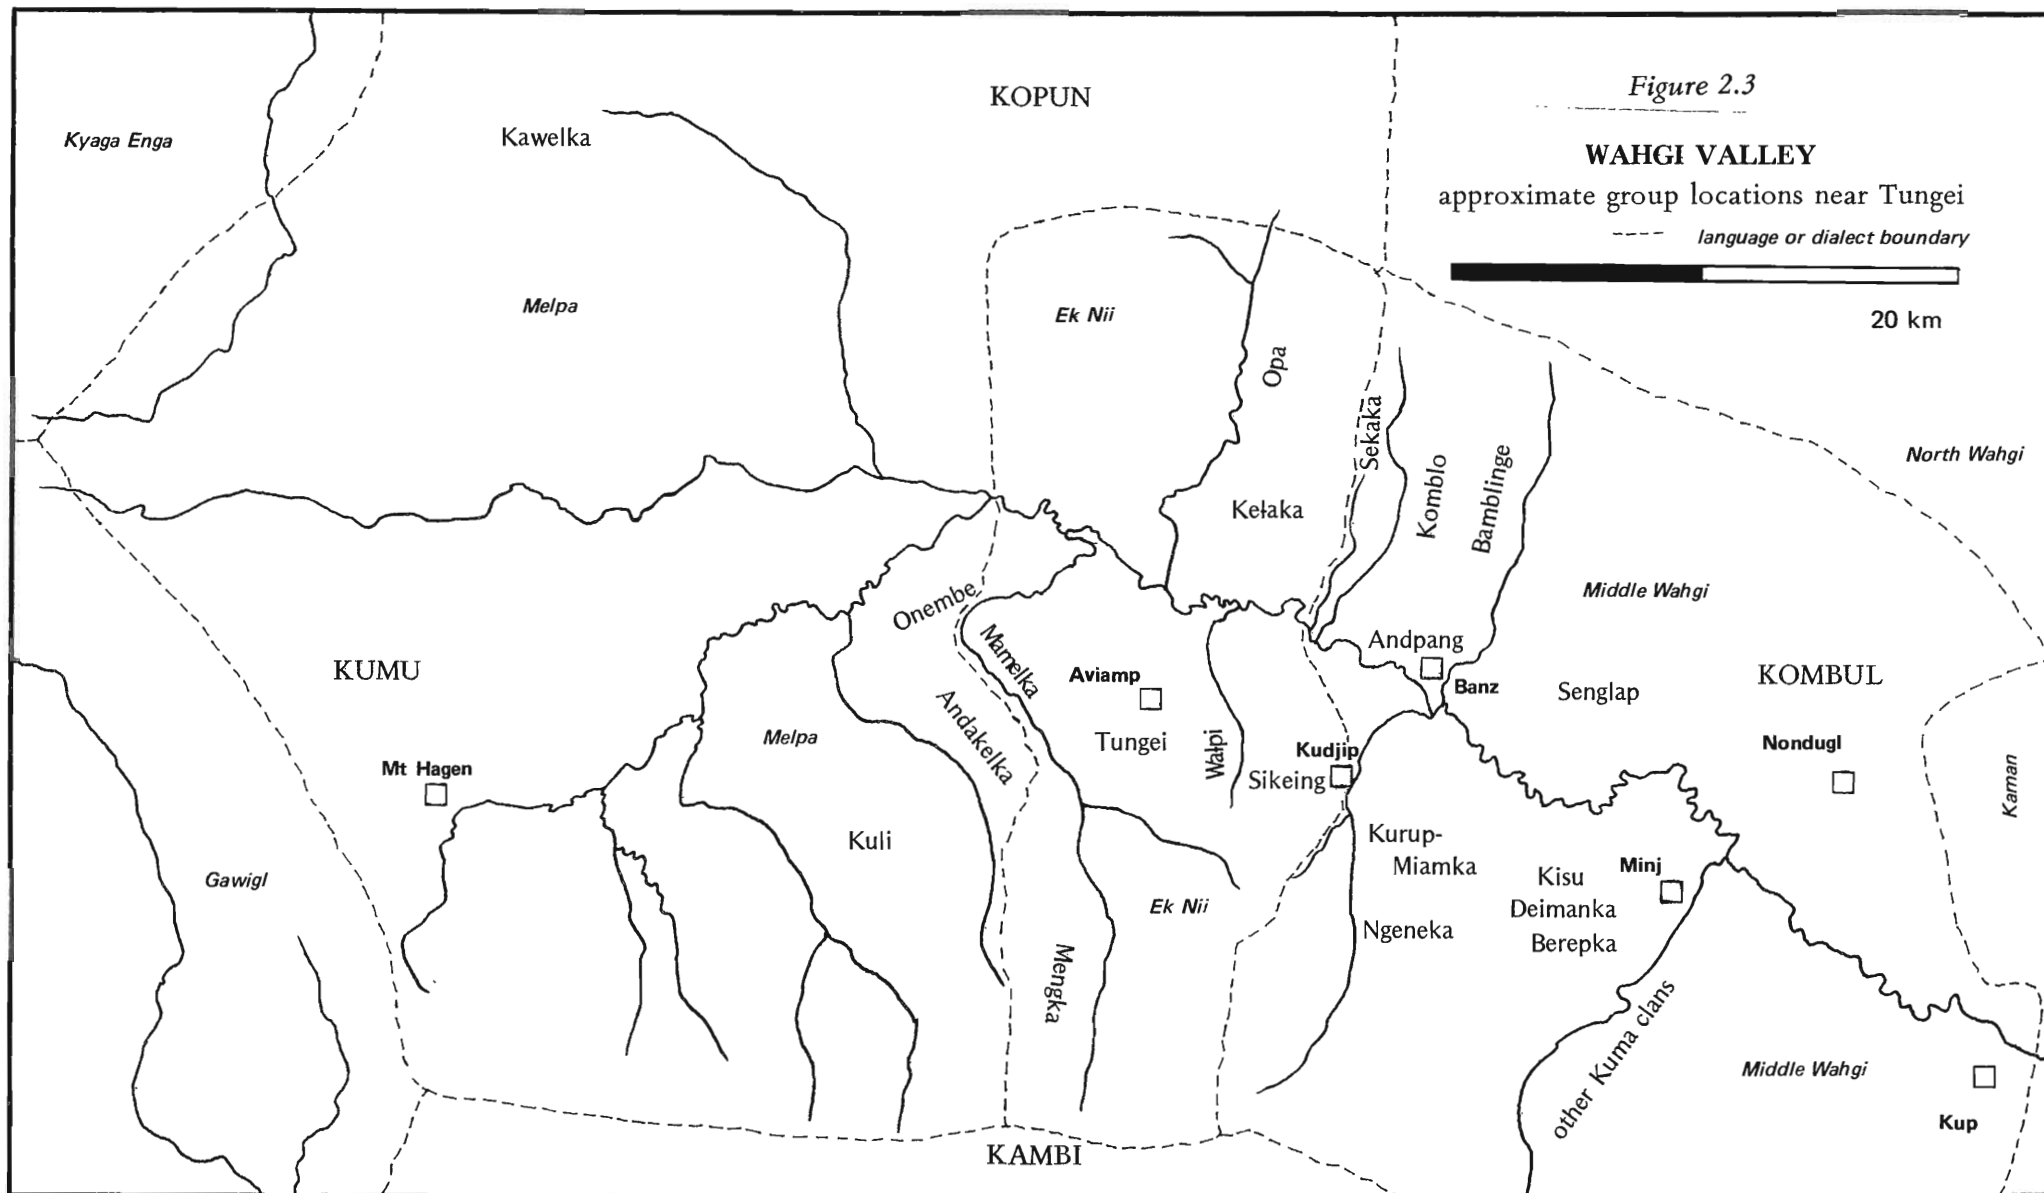 Figure 2.3
WAHGI VALLEY
approximate group locations near Tungei
language or dialect boundary
20 km
KOPUN
Kyaga Enga
Kawelka
Melpa
Ek Nii
Opa
Sekaka
Komblo
Bamblinge
North Wahgi
Kełaka
Middle Wahgi
Onembe
Mamelka
Andpang
Banz
Senglap
KOMBUL
KUMU
Aviamp
Andakelka
Melpa
Tungei
Wałpi
Kudjip
Sikeing
Nondugl
Kaman
Mt Hagen
Kuli
Kurup-
Miamka
Kisu
Deimanka
Berepka
Minj
Gawigl
Ek Nii
Ngeneka
Mengka
other Kuma clans
Middle Wahgi
Kup
KAMBI